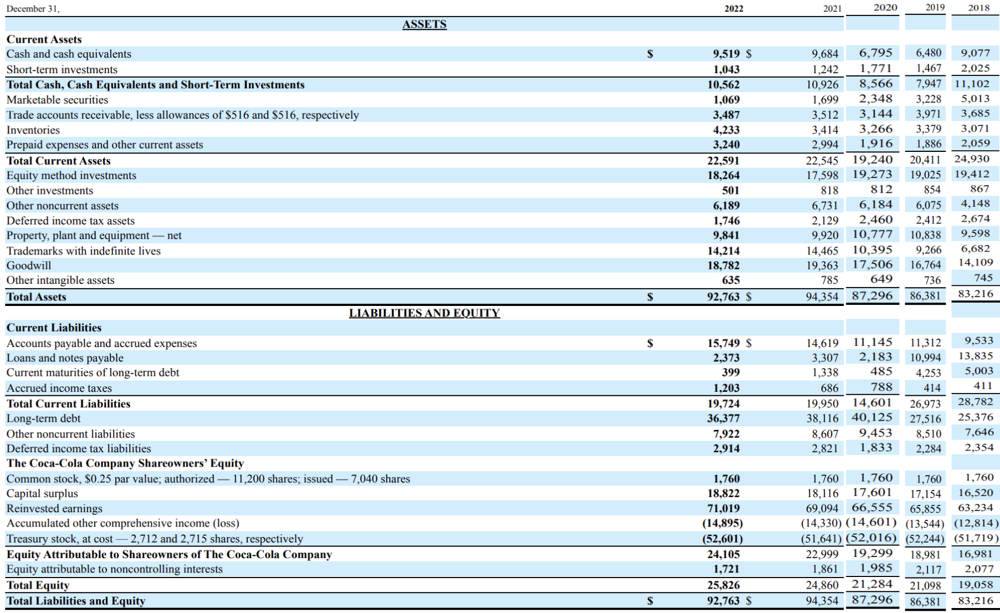 December 31, 2022 2021 2020 2019 2018
ASSETS
Current Assets
Cash and cash equivalents $ 9,519 $ 9,684 6,795 6,480 9,077
Short-term investments 1,043 1,242 1,771 1,467 2,025
Total Cash, Cash Equivalents and Short-Term Investments 10,562 10,926 8,566 7,947 11,102
Marketable securities 1,069 1,699 2,348 3,228 5,013
Trade accounts receivable, less allowances of $516 and $516, respectively 3,487 3,512 3,144 3,971 3,685
Inventories 4,233 3,414 3,266 3,379 3,071
Prepaid expenses and other current assets 3,240 2,994 1,916 1,886 2,059
Total Current Assets 22,591 22,545 19,240 20,411 24,930
Equity method investments 18,264 17,598 19,273 19,025 19,412
Other investments 501 818 812 854 867
Other noncurrent assets 6,189 6,731 6,184 6,075 4,148
Deferred income tax assets 1,746 2,129 2,460 2,412 2,674
Property, plant and equipment — net 9,841 9,920 10,777 10,838 9,598
Trademarks with indefinite lives 14,214 14,465 10,395 9,266 6,682
Goodwill 18,782 19,363 17,506 16,764 14,109
Other intangible assets 635 785 649 736 745
Total Assets $ 92,763 $ 94,354 87,296 86,381 83,216
LIABILITIES AND EQUITY
Current Liabilities
Accounts payable and accrued expenses $ 15,749 $ 14,619 11,145 11,312 9,533
Loans and notes payable 2,373 3,307 2,183 10,994 13,835
Current maturities of long-term debt 399 1,338 485 4,253 5,003
Accrued income taxes 1,203 686 788 414 411
Total Current Liabilities 19,724 19,950 14,601 26,973 28,782
Long-term debt 36,377 38,116 40,125 27,516 25,376
Other noncurrent liabilities 7,922 8,607 9,453 8,510 7,646
Deferred income tax liabilities 2,914 2,821 1,833 2,284 2,354
The Coca-Cola Company Shareowners’ Equity
Common stock, $0.25 par value; authorized — 11,200 shares; issued — 7,040 shares 1,760 1,760 1,760 1,760 1,760
Capital surplus 18,822 18,116 17,601 17,154 16,520
Reinvested earnings 71,019 69,094 66,555 65,855 63,234
Accumulated other comprehensive income (loss) (14,895) (14,330) (14,601) (13,544) (12,814)
Treasury stock, at cost — 2,712 and 2,715 shares, respectively (52,601) (51,641) (52,016) (52,244) (51,719)
Equity Attributable to Shareowners of The Coca-Cola Company 24,105 22,999 19,299 18,981 16,981
Equity attributable to noncontrolling interests 1,721 1,861 1,985 2,117 2,077
Total Equity 25,826 24,860 21,284 21,098 19,058
Total Liabilities and Equity $ 92,763 $ 94,354 87,296 86,381 83,216